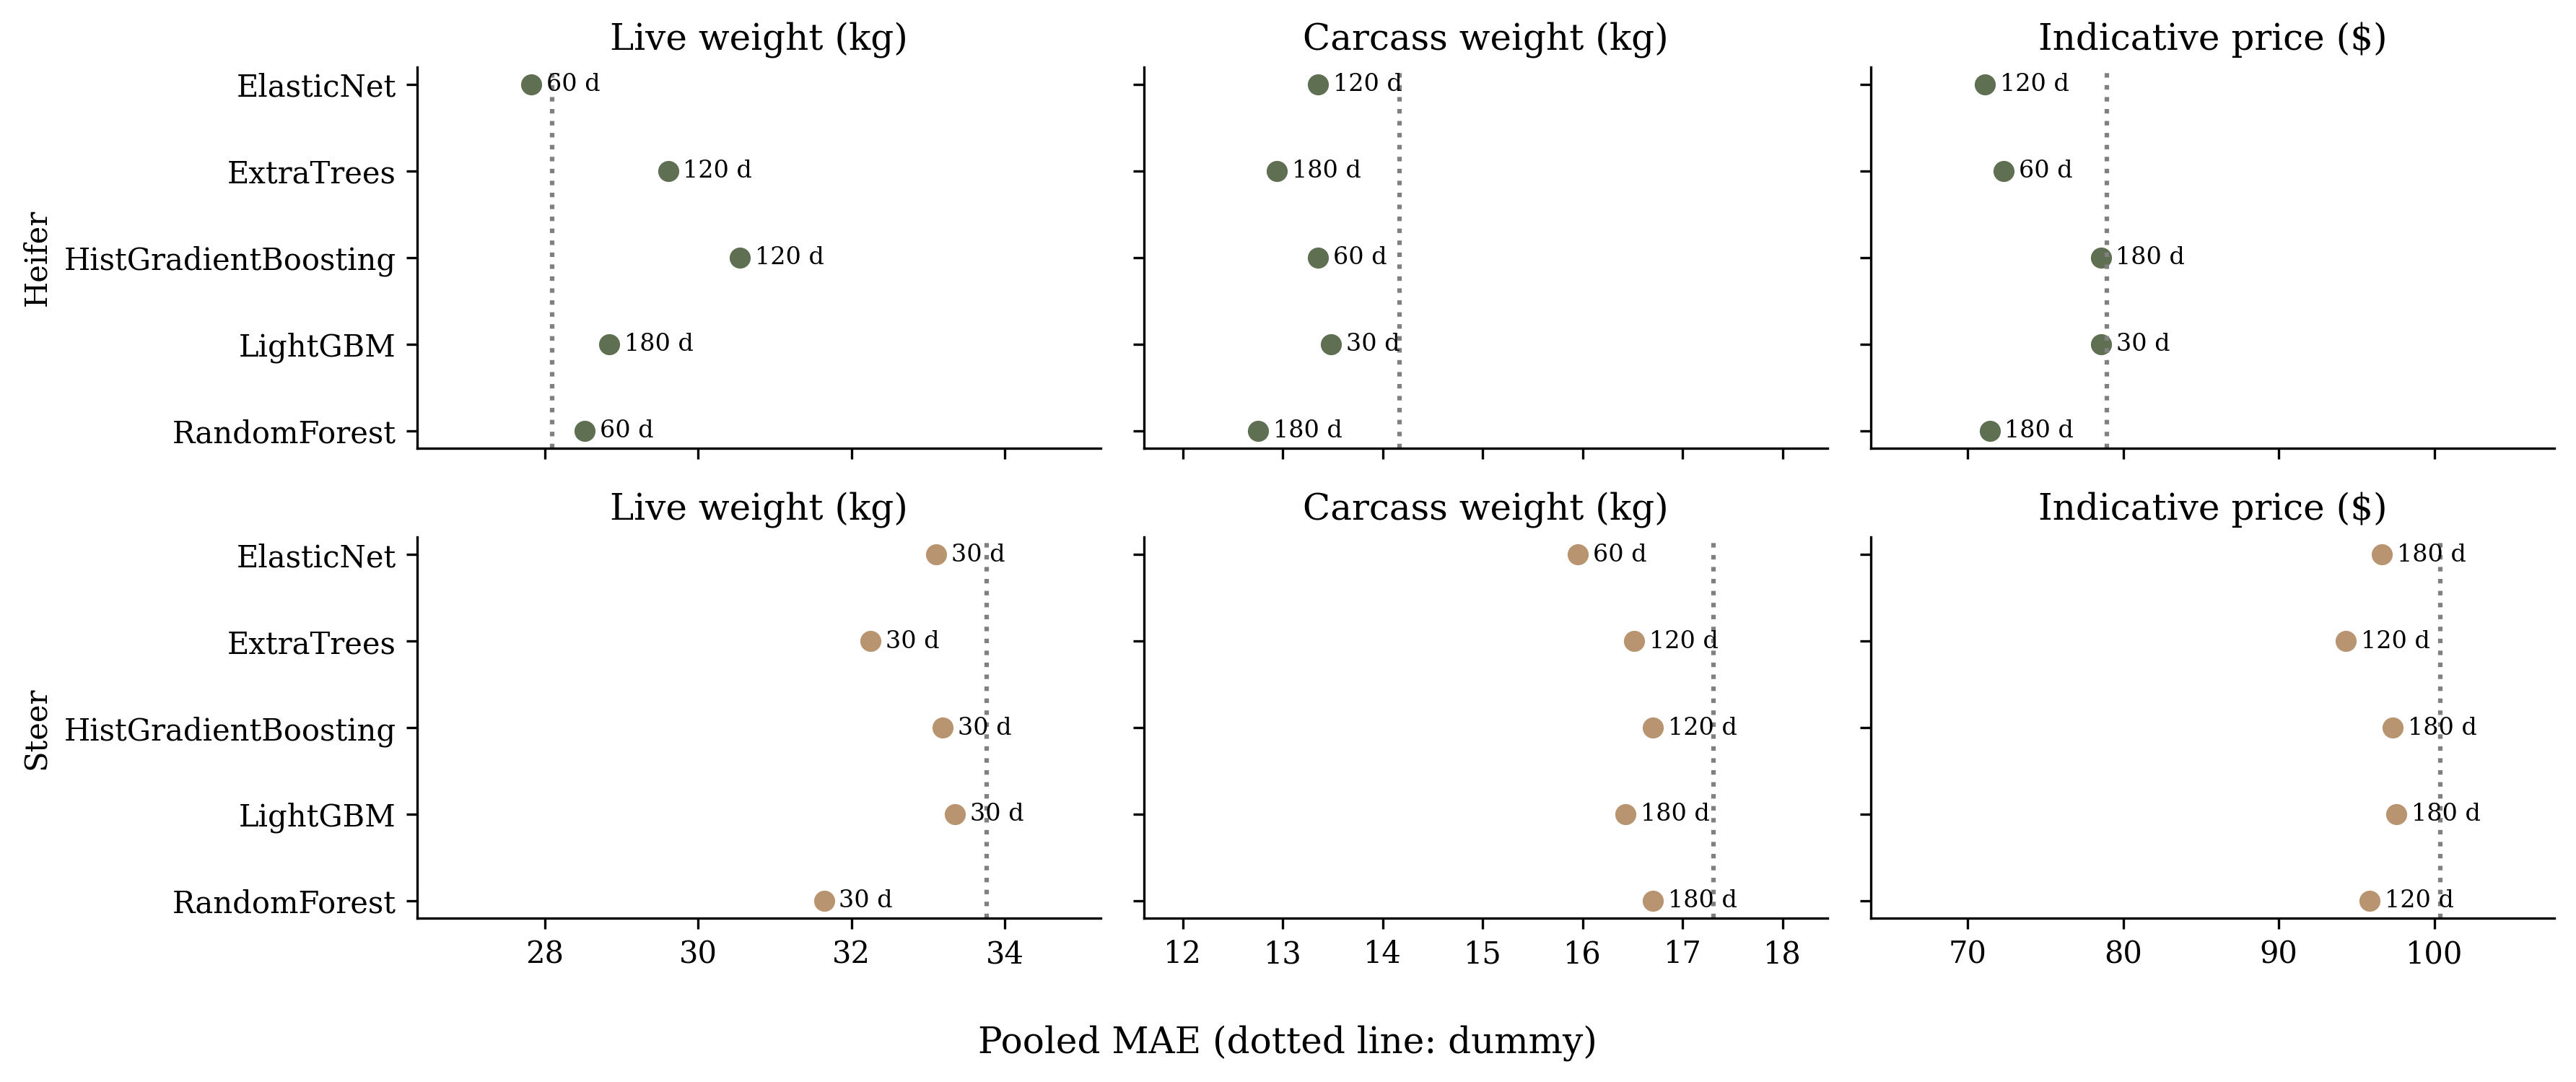 Live weight (kg) Carcass weight (kg) Indicative price ($)
ElasticNet 60 d 120 d 120 d
ExtraTrees 120 d 180 d 60 d
HistGradientBoosting 120 d 60 d 180 d
Heifer
LightGBM 180 d 30 d 30 d
RandomForest 60 d 180 d 180 d
Live weight (kg) Carcass weight (kg) Indicative price ($)
ElasticNet 30 d 60 d 180 d
ExtraTrees 30 d 120 d 120 d
HistGradientBoosting 30 d 120 d 180 d
Steer
LightGBM 30 d 180 d 180 d
RandomForest 30 d 180 d 120 d
28 30 32 34 12 13 14 15 16 17 18 70 80 90 100
Pooled MAE (dotted line: dummy)